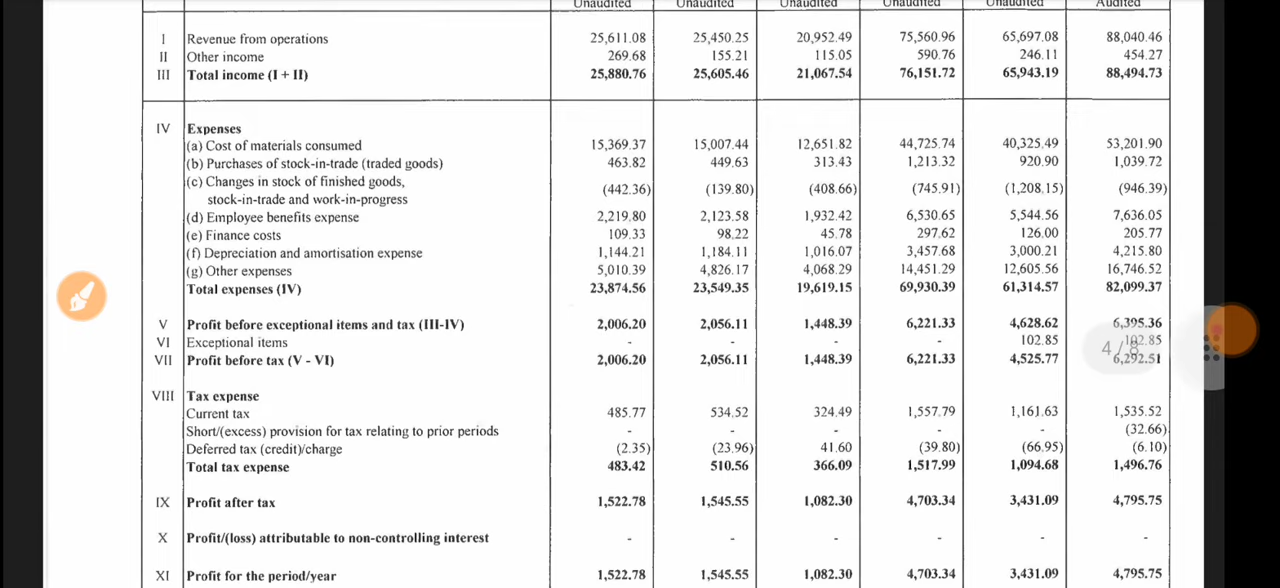 Unaudited Unaudited Unaudited Unaudited Unaudited Audited
I Revenue from operations 25,611.08 25,450.25 20,952.49 75,560.96 65,697.08 88,040.46
II Other income 269.68 155.21 115.05 590.76 246.11 454.27
III Total income (I + II) 25,880.76 25,605.46 21,067.54 76,151.72 65,943.19 88,494.73
IV Expenses
(a) Cost of materials consumed 15,369.37 15,007.44 12,651.82 44,725.74 40,325.49 53,201.90
(b) Purchases of stock-in-trade (traded goods) 463.82 449.63 313.43 1,213.32 920.90 1,039.72
(c) Changes in stock of finished goods,
stock-in-trade and work-in-progress (442.36) (139.80) (408.66) (745.91) (1,208.15) (946.39)
(d) Employee benefits expense 2,219.80 2,123.58 1,932.42 6,530.65 5,544.56 7,636.05
(e) Finance costs 109.33 98.22 45.78 297.62 126.00 205.77
(f) Depreciation and amortisation expense 1,144.21 1,184.11 1,016.07 3,457.68 3,000.21 4,215.80
(g) Other expenses 5,010.39 4,826.17 4,068.29 14,451.29 12,605.56 16,746.52
Total expenses (IV) 23,874.56 23,549.35 19,619.15 69,930.39 61,314.57 82,099.37
V Profit before exceptional items and tax (III-IV) 2,006.20 2,056.11 1,448.39 6,221.33 4,628.62 6,395.36
VI Exceptional items - - - - 102.85 102.85
VII Profit before tax (V - VI) 2,006.20 2,056.11 1,448.39 6,221.33 4,525.77 6,292.51
4/8
VIII Tax expense
Current tax 485.77 534.52 324.49 1,557.79 1,161.63 1,535.52
Short/(excess) provision for tax relating to prior periods - - - - - (32.66)
Deferred tax (credit)/charge (2.35) (23.96) 41.60 (39.80) (66.95) (6.10)
Total tax expense 483.42 510.56 366.09 1,517.99 1,094.68 1,496.76
IX Profit after tax 1,522.78 1,545.55 1,082.30 4,703.34 3,431.09 4,795.75
X Profit/(loss) attributable to non-controlling interest - - - - - -
XI Profit for the period/year 1,522.78 1,545.55 1,082.30 4,703.34 3,431.09 4,795.75